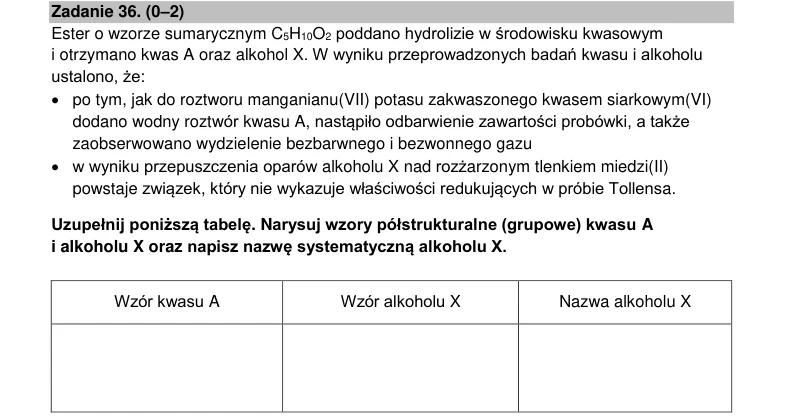 Zadanie 36. (0–2)
Ester o wzorze sumarycznym C₅H₁₀O₂ poddano hydrolizie w środowisku kwasowym
i otrzymano kwas A oraz alkohol X. W wyniku przeprowadzonych badań kwasu i alkoholu
ustalono, że:
• po tym, jak do roztworu manganianu(VII) potasu zakwaszonego kwasem siarkowym(VI)
dodano wodny roztwór kwasu A, nastąpiło odbarwienie zawartości probówki, a także
zaobserwowano wydzielenie bezbarwnego i bezwonnego gazu
• w wyniku przepuszczenia oparów alkoholu X nad rozżarzonym tlenkiem miedzi(II)
powstaje związek, który nie wykazuje właściwości redukujących w próbie Tollensa.
Uzupełnij poniższą tabelę. Narysuj wzory półstrukturalne (grupowe) kwasu A
i alkoholu X oraz napisz nazwę systematyczną alkoholu X.
Wzór kwasu A
Wzór alkoholu X
Nazwa alkoholu X